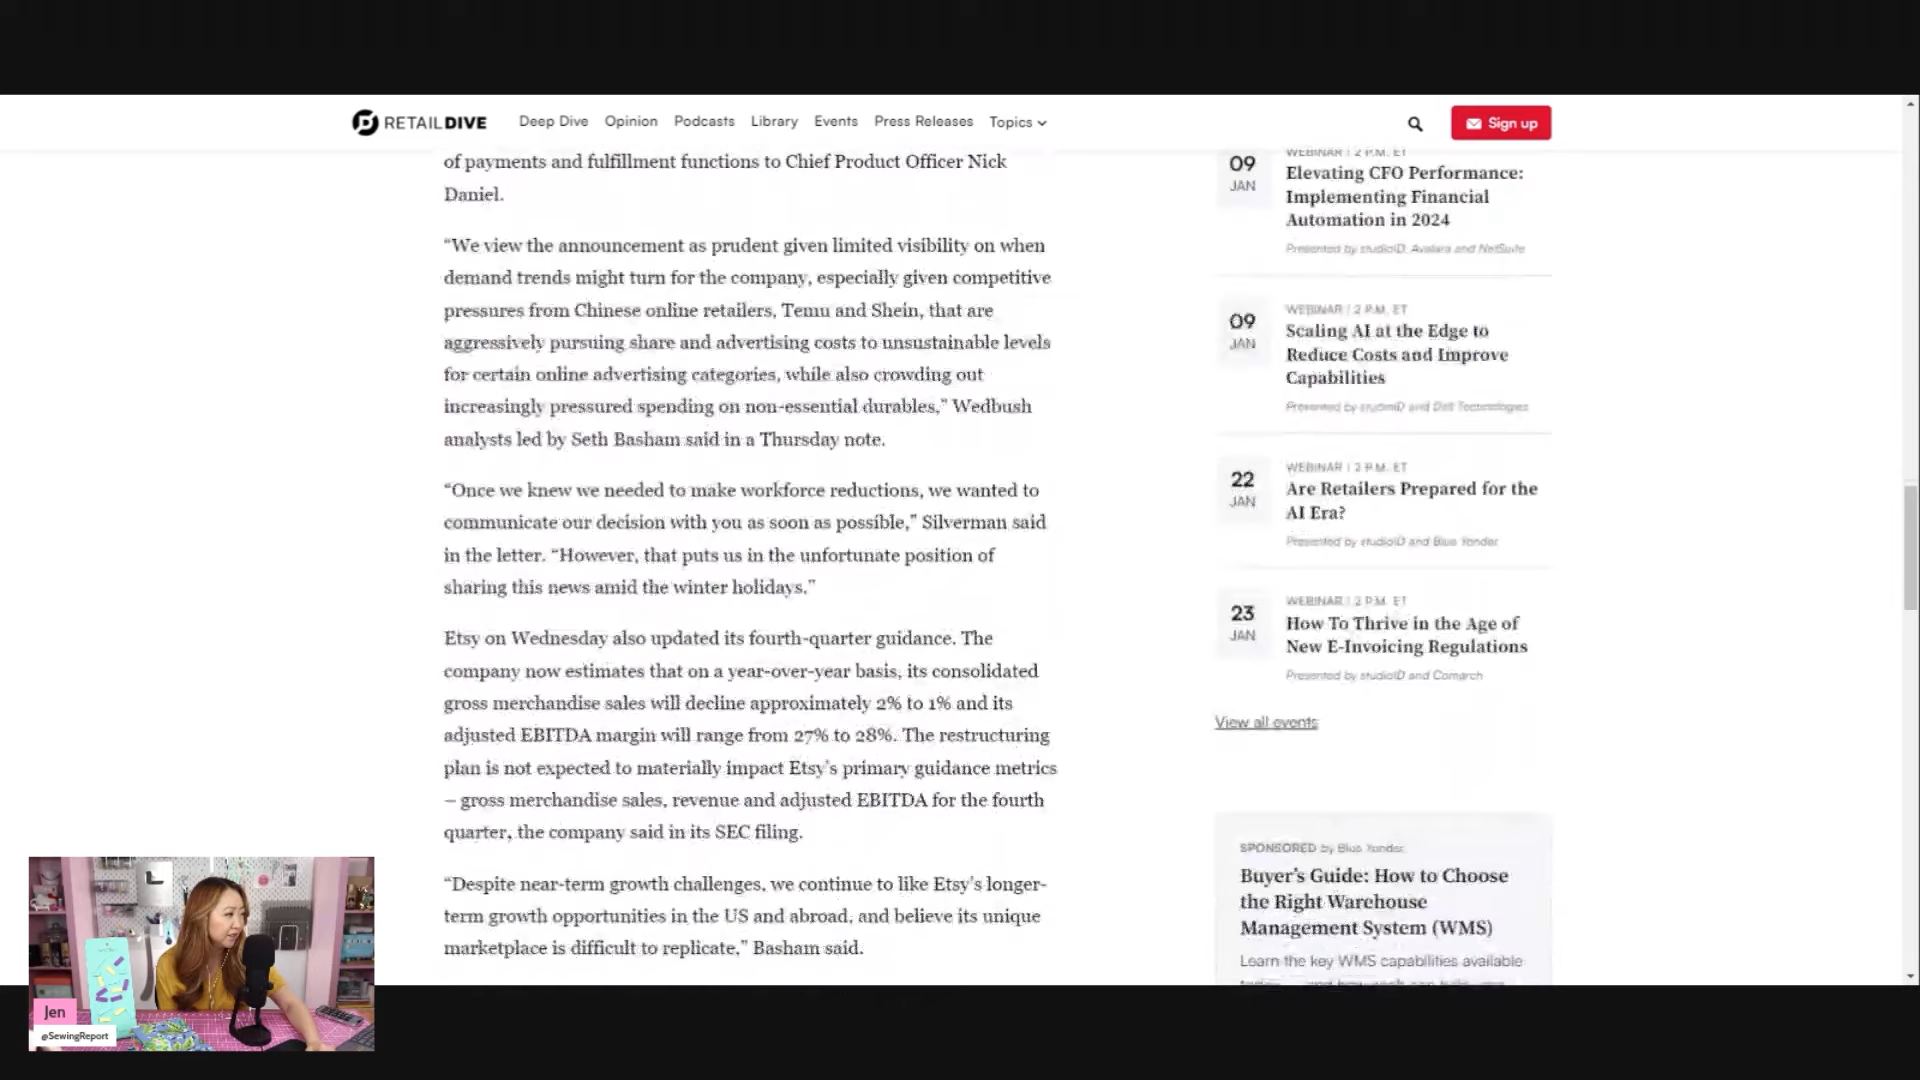 RETAILDIVE
Deep Dive
Opinion
Podcasts
Library
Events
Press Releases
Topics
Sign up
of payments and fulfillment functions to Chief Product Officer Nick
Daniel.
“We view the announcement as prudent given limited visibility on when
demand trends might turn for the company, especially given competitive
pressures from Chinese online retailers, Temu and Shein, that are
aggressively pursuing share and advertising costs to unsustainable levels
for certain online advertising categories, while also crowding out
increasingly pressured spending on non-essential durables,” Wedbush
analysts led by Seth Basham said in a Thursday note.
“Once we knew we needed to make workforce reductions, we wanted to
communicate our decision with you as soon as possible,” Silverman said
in the letter. “However, that puts us in the unfortunate position of
sharing this news amid the winter holidays.”
Etsy on Wednesday also updated its fourth-quarter guidance. The
company now estimates that on a year-over-year basis, its consolidated
gross merchandise sales will decline approximately 2% to 1% and its
adjusted EBITDA margin will range from 27% to 28%. The restructuring
plan is not expected to materially impact Etsy’s primary guidance metrics
– gross merchandise sales, revenue and adjusted EBITDA for the fourth
quarter, the company said in its SEC filing.
“Despite near-term growth challenges, we continue to like Etsy’s longer-
term growth opportunities in the US and abroad, and believe its unique
marketplace is difficult to replicate,” Basham said.
09
JAN
WEBINAR | 2 P.M. ET
Elevating CFO Performance:
Implementing Financial
Automation in 2024
Presented by studioID, Avalara and NetSuite
09
JAN
WEBINAR | 2 P.M. ET
Scaling AI at the Edge to
Reduce Costs and Improve
Capabilities
Presented by studioID and Dell Technologies
22
JAN
WEBINAR | 2 P.M. ET
Are Retailers Prepared for the
AI Era?
Presented by studioID and Blue Yonder
23
JAN
WEBINAR | 2 P.M. ET
How To Thrive in the Age of
New E-Invoicing Regulations
Presented by studioID and Comarch
View all events
SPONSORED by Blue Yonder
Buyer’s Guide: How to Choose
the Right Warehouse
Management System (WMS)
Learn the key WMS capabilities available
Jen
@SewingReport